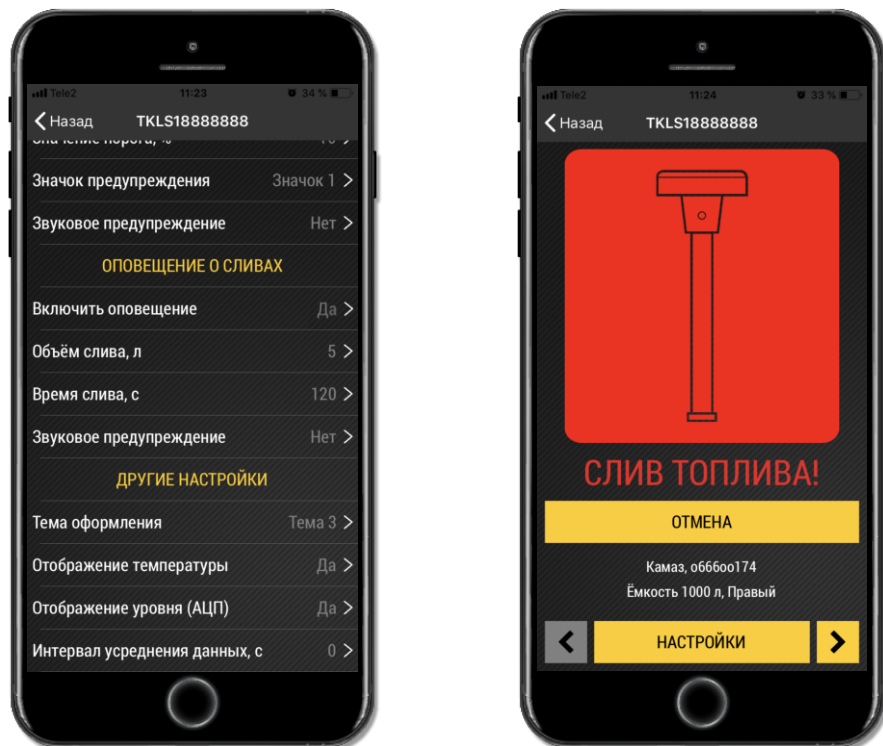 Tele2 11:23 34 %
Назад TKLS18888888
Значение порога, % 10
Значок предупреждения Значок 1
Звуковое предупреждение Нет
ОПОВЕЩЕНИЕ О СЛИВАХ
Включить оповещение Да
Объём слива, л 5
Время слива, с 120
Звуковое предупреждение Нет
ДРУГИЕ НАСТРОЙКИ
Тема оформления Тема 3
Отображение температуры Да
Отображение уровня (АЦП) Да
Интервал усреднения данных, с 0
Tele2 11:24 33 %
Назад TKLS18888888
СЛИВ ТОПЛИВА!
ОТМЕНА
Камаз, о666оо174
Ёмкость 1000 л, Правый
НАСТРОЙКИ